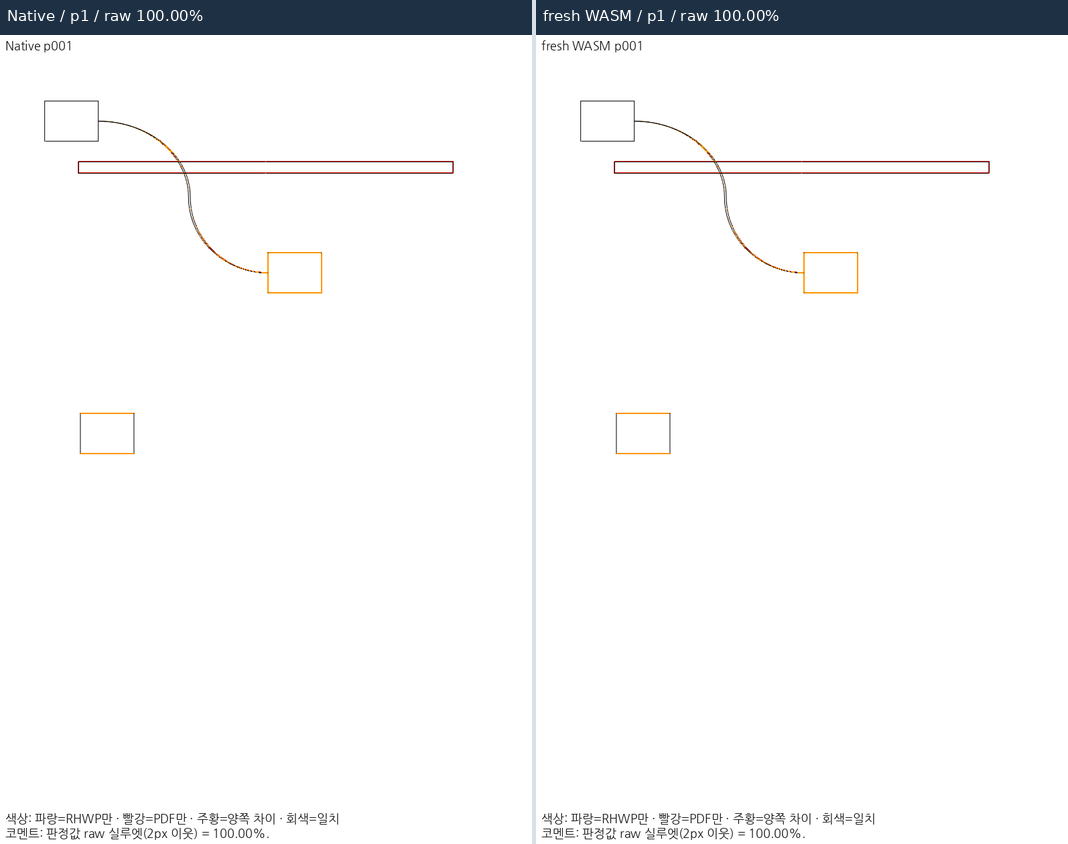 Native / p1 / raw 100.00%
Native p001
색상: 파랑=RHWP만 · 빨강=PDF만 · 주황=양쪽 차이 · 회색=일치
코멘트: 판정값 raw 실루엣(2px 이웃) = 100.00%.
fresh WASM / p1 / raw 100.00%
fresh WASM p001
색상: 파랑=RHWP만 · 빨강=PDF만 · 주황=양쪽 차이 · 회색=일치
코멘트: 판정값 raw 실루엣(2px 이웃) = 100.00%.